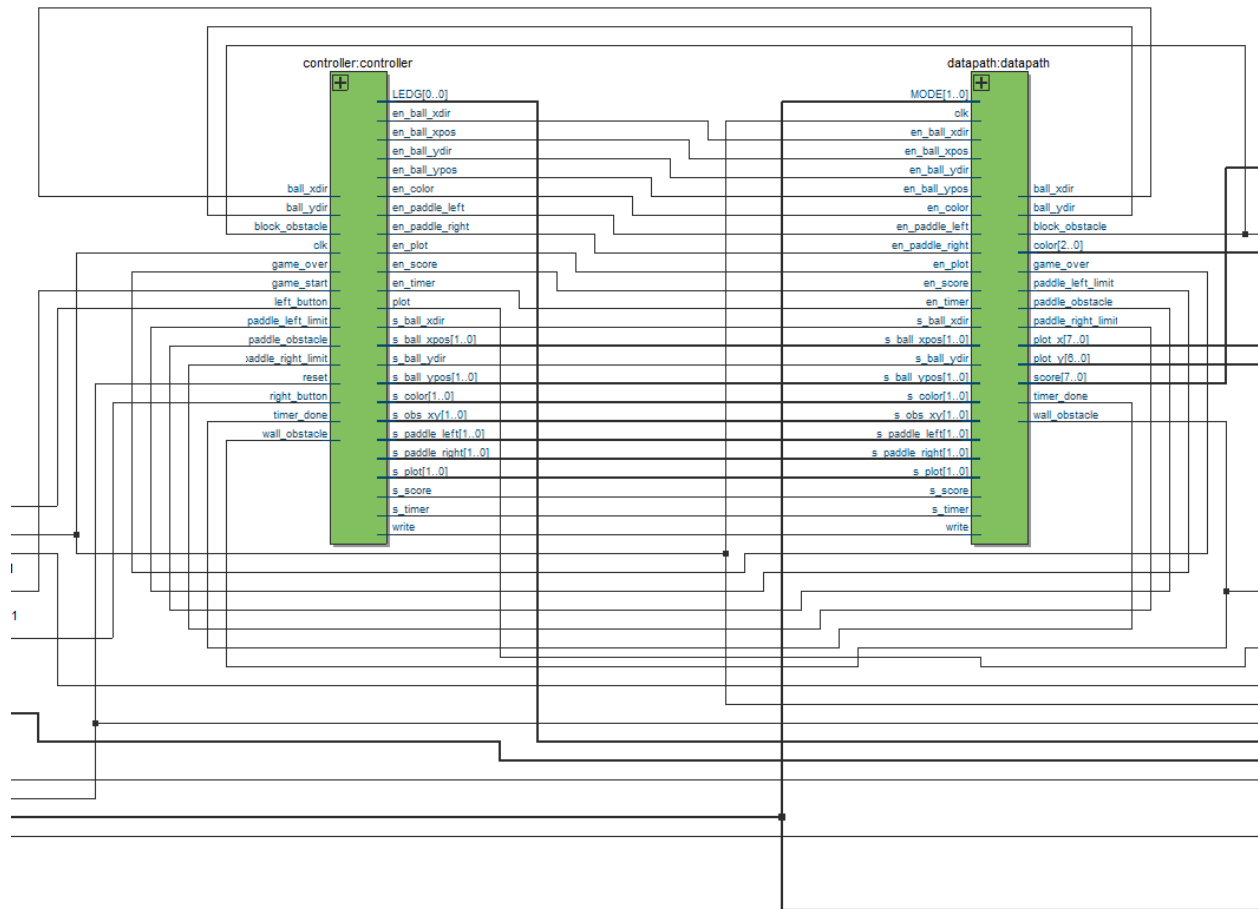 controller:controller
LEDG[0..0]
en_ball_xdir
en_ball_xpos
en_ball_ydir
en_ball_ypos
en_color
en_paddle_left
en_paddle_right
en_plot
en_score
en_timer
plot
s_ball_xdir
s_ball_xpos[1..0]
s_ball_ydir
s_ball_ypos[1..0]
s_color[1..0]
s_obs_xy[1..0]
s_paddle_left[1..0]
s_paddle_right[1..0]
s_plot[1..0]
s_score
s_timer
write
ball_xdir
ball_ydir
block_obstacle
clk
game_over
game_start
left_button
paddle_left_limit
paddle_obstacle
paddle_right_limit
reset
right_button
timer_done
wall_obstacle
datapath:datapath
MODE[1..0]
clk
en_ball_xdir
en_ball_xpos
en_ball_ydir
en_ball_ypos
en_color
en_paddle_left
en_paddle_right
en_plot
en_score
en_timer
s_ball_xdir
s_ball_xpos[1..0]
s_ball_ydir
s_ball_ypos[1..0]
s_color[1..0]
s_obs_xy[1..0]
s_paddle_left[1..0]
s_paddle_right[1..0]
s_plot[1..0]
s_score
s_timer
write
ball_xdir
ball_ydir
block_obstacle
color[2..0]
game_over
paddle_left_limit
paddle_obstacle
paddle_right_limit
plot_x[7..0]
plot_y[6..0]
score[7..0]
timer_done
wall_obstacle
1